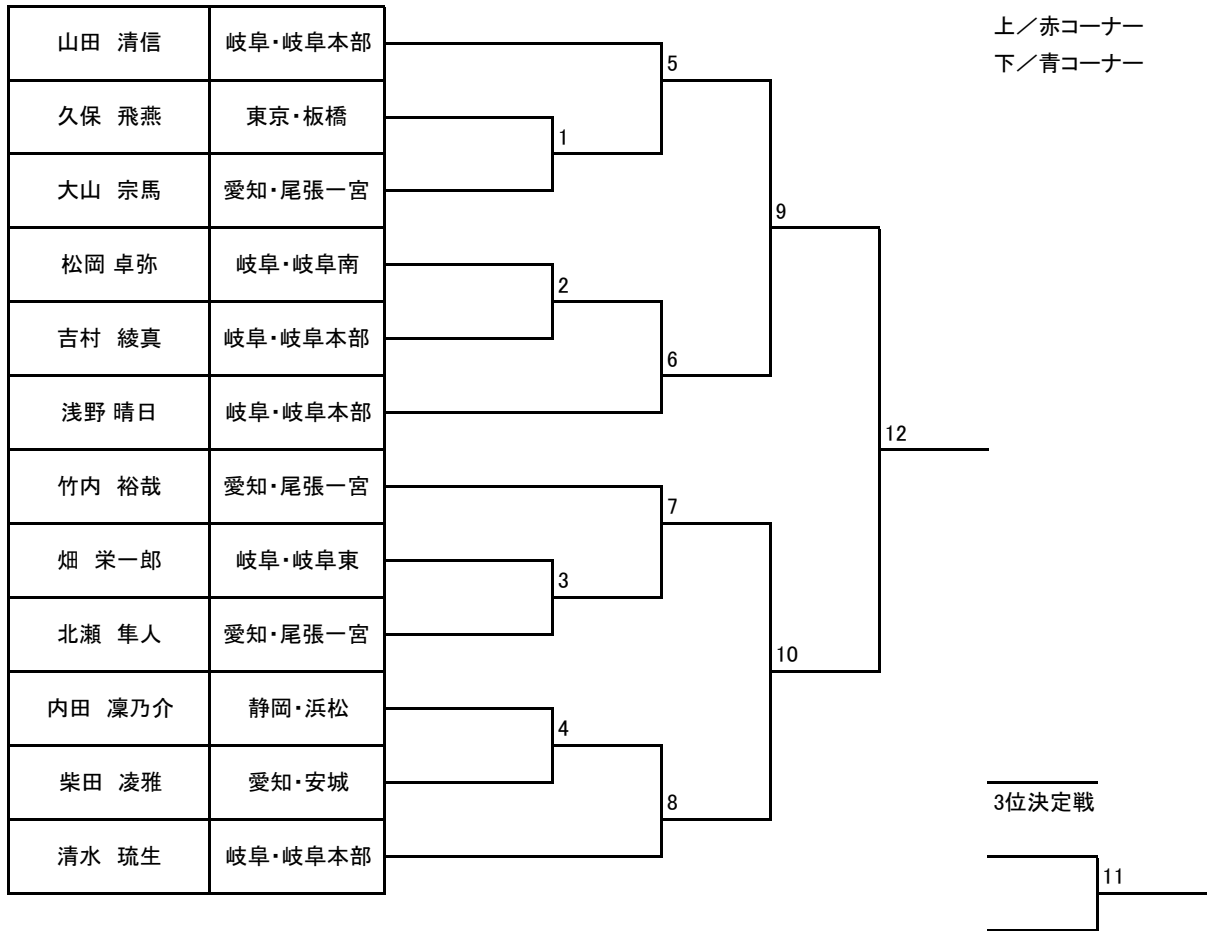 上／赤コーナー
下／青コーナー
山田 清信 岐阜・岐阜本部
5
久保 飛燕 東京・板橋
1
大山 宗馬 愛知・尾張一宮
9
松岡 卓弥 岐阜・岐阜南
2
吉村 綾真 岐阜・岐阜本部
6
浅野 晴日 岐阜・岐阜本部
12
竹内 裕哉 愛知・尾張一宮
7
畑 栄一郎 岐阜・岐阜東
3
北瀬 隼人 愛知・尾張一宮
10
内田 凜乃介 静岡・浜松
4
柴田 凌雅 愛知・安城
8
3位決定戦
清水 琉生 岐阜・岐阜本部
11